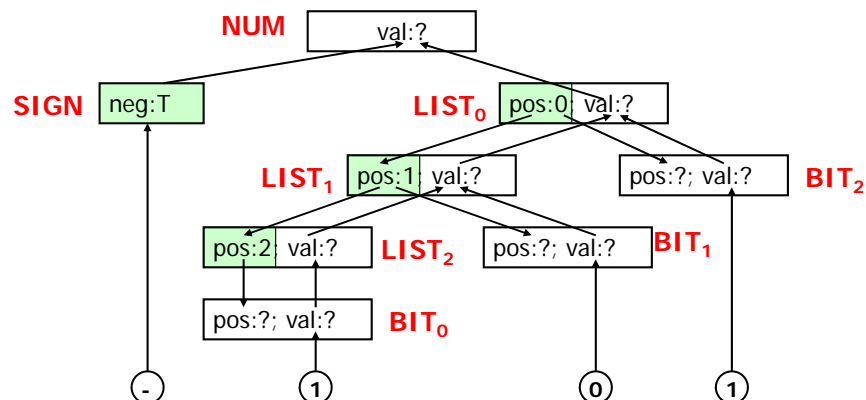 NUM val:?
SIGN neg:T LIST0 pos:0; val:?
LIST1 pos:1; val:? pos:?; val:? BIT2
pos:2; val:? LIST2 pos:?; val:? BIT1
pos:?; val:? BIT0
- 1 0 1